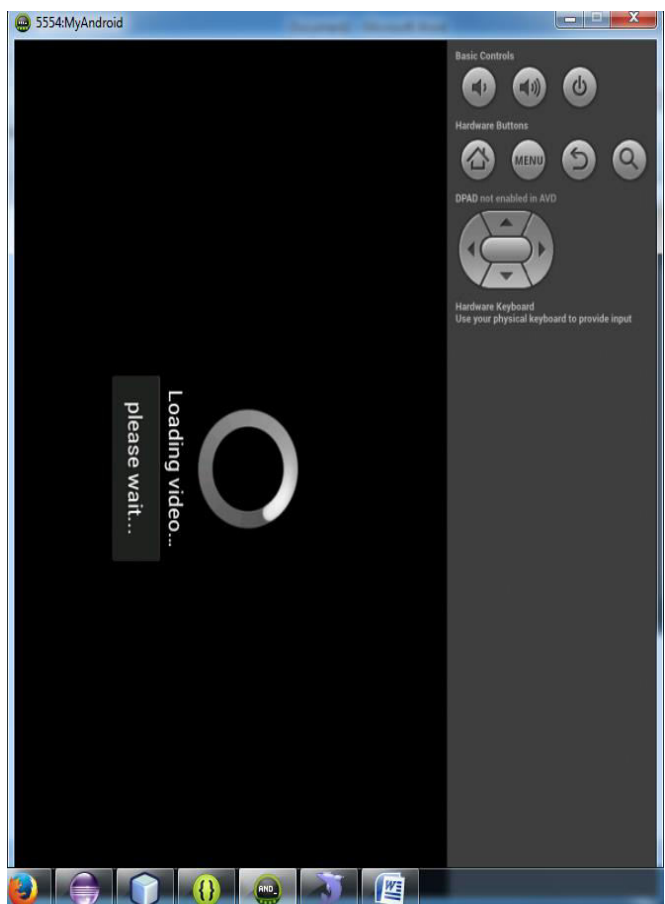 5554:MyAndroid
Basic Controls
Hardware Buttons
MENU
DPAD not enabled in AVD
Hardware Keyboard
Use your physical keyboard to provide input
Loading video...
please wait...
AND_
W